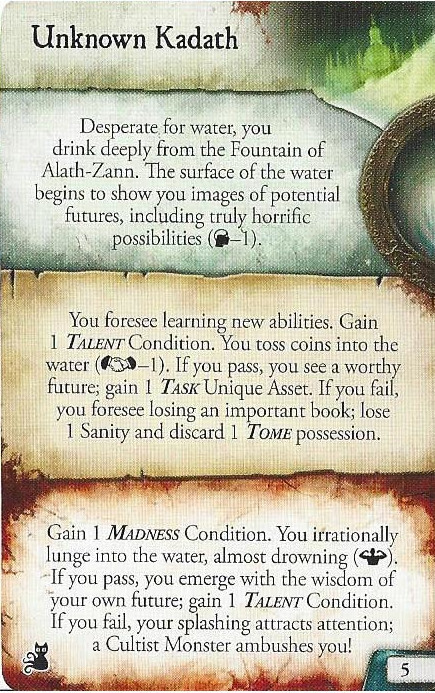 Unknown Kadath
Desperate for water, you
drink deeply from the Fountain of
Alath-Zann. The surface of the water
begins to show you images of potential
futures, including truly horrific
possibilities (–1).
You foresee learning new abilities. Gain
1 TALENT Condition. You toss coins into the
water (–1). If you pass, you see a worthy
future; gain 1 TASK Unique Asset. If you fail,
you foresee losing an important book; lose
1 Sanity and discard 1 TOME possession.
Gain 1 MADNESS Condition. You irrationally
lunge into the water, almost drowning ().
If you pass, you emerge with the wisdom of
your own future; gain 1 TALENT Condition.
If you fail, your splashing attracts attention;
a Cultist Monster ambushes you!
5